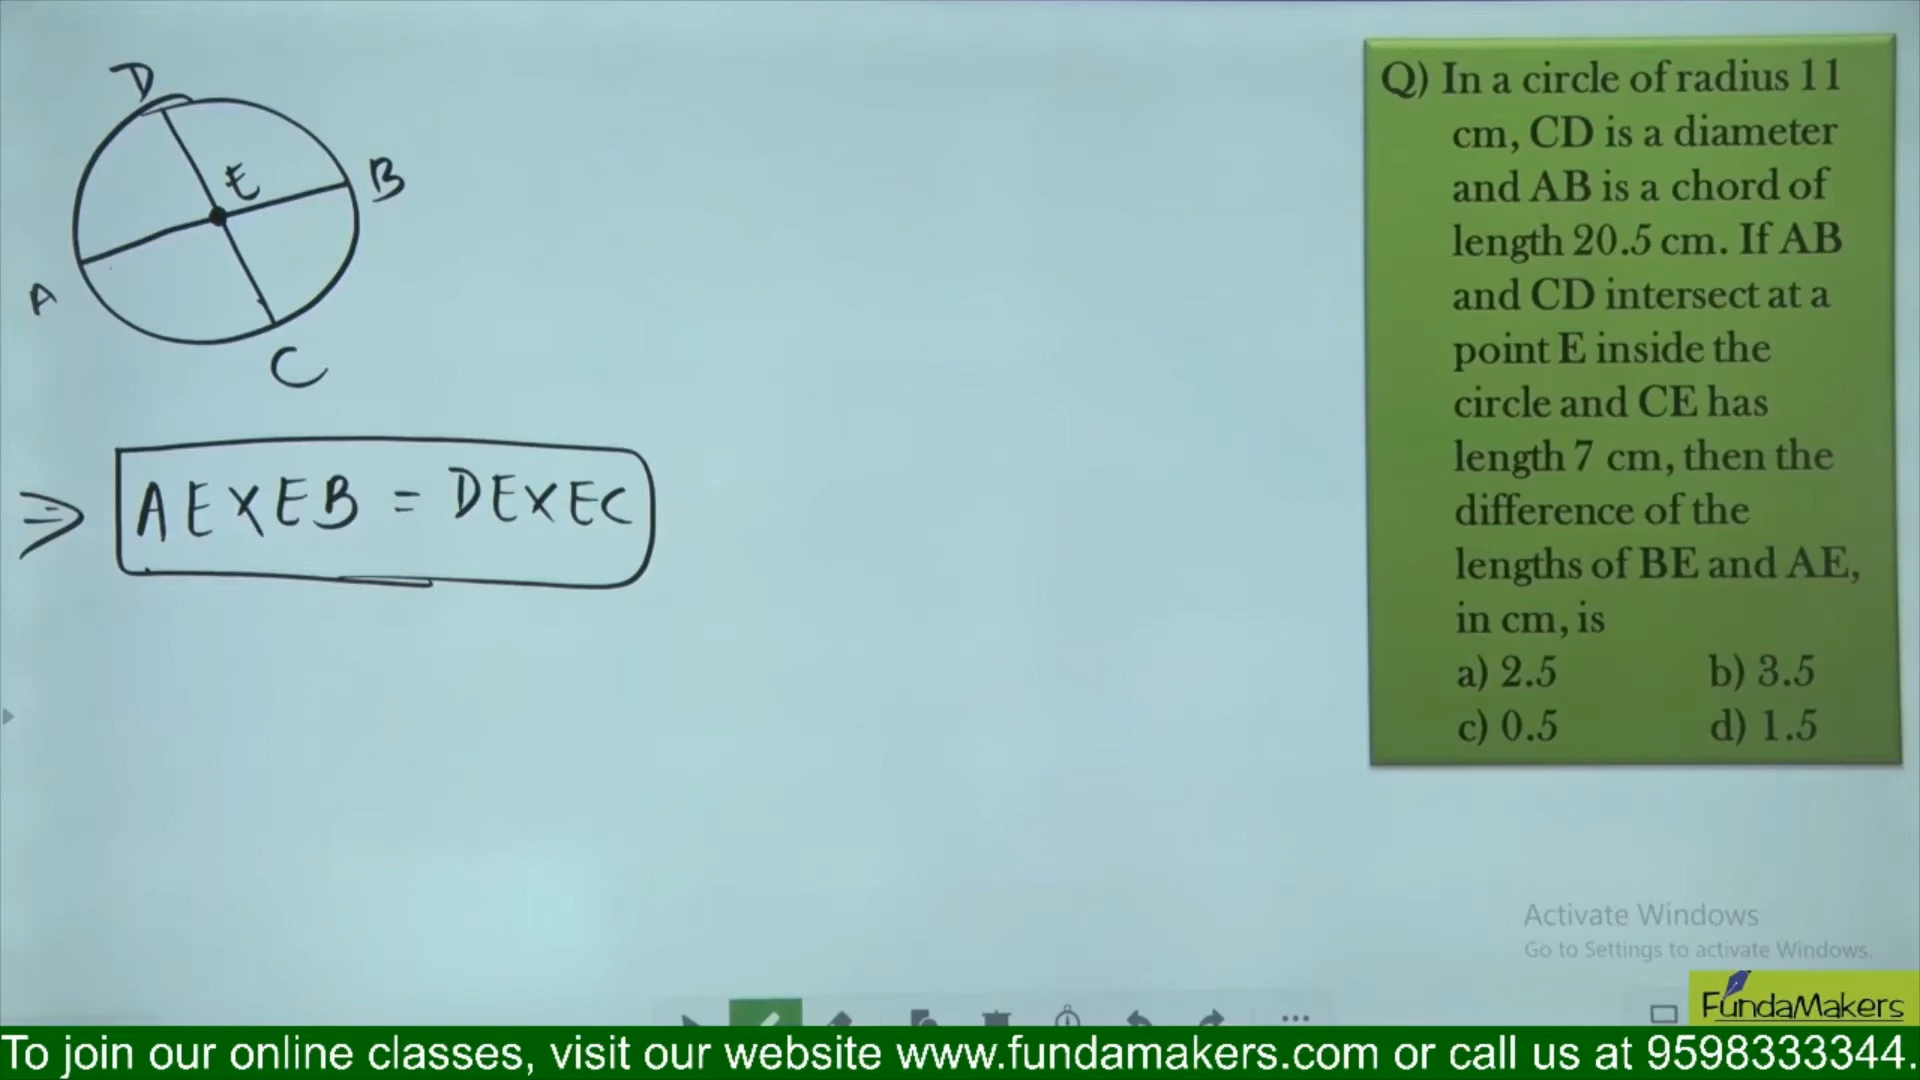 D
E
B
A
C
⇒ AE×EB = DE×EC
Q) In a circle of radius 11
cm, CD is a diameter
and AB is a chord of
length 20.5 cm. If AB
and CD intersect at a
point E inside the
circle and CE has
length 7 cm, then the
difference of the
lengths of BE and AE,
in cm, is
a) 2.5 b) 3.5
c) 0.5 d) 1.5
Activate Windows
Go to Settings to activate Windows.
FundaMakers
To join our online classes, visit our website www.fundamakers.com or call us at 9598333344.